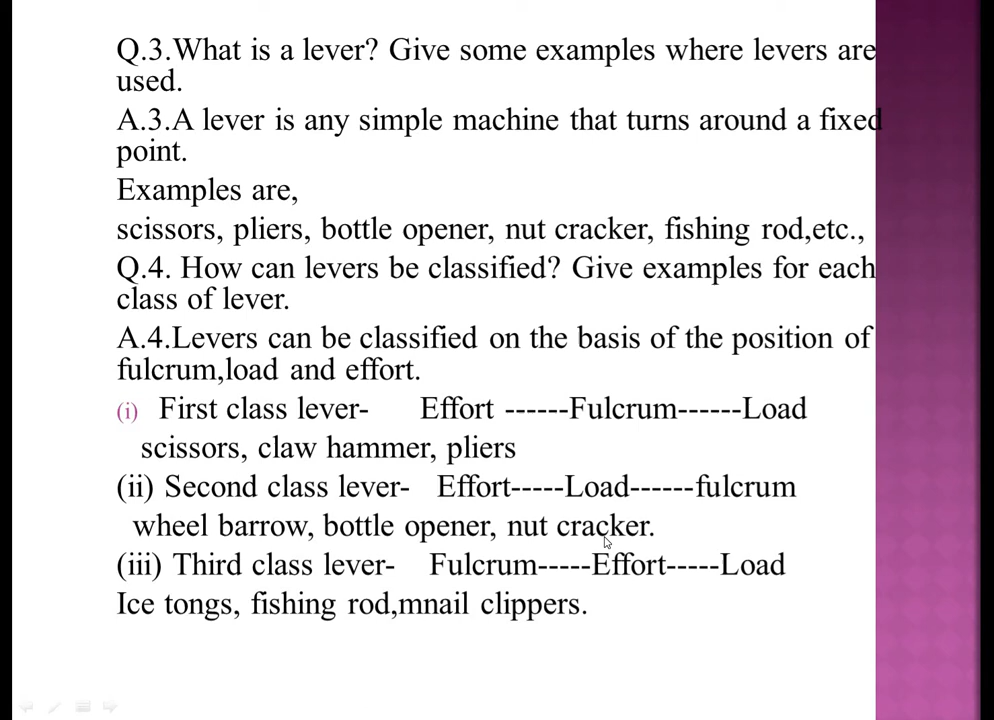 Q.3.What is a lever? Give some examples where levers are
used.
A.3.A lever is any simple machine that turns around a fixed
point.
Examples are,
scissors, pliers, bottle opener, nut cracker, fishing rod,etc.,
Q.4. How can levers be classified? Give examples for each
class of lever.
A.4.Levers can be classified on the basis of the position of
fulcrum,load and effort.
(i) First class lever- Effort ------Fulcrum------Load
scissors, claw hammer, pliers
(ii) Second class lever- Effort-----Load------fulcrum
wheel barrow, bottle opener, nut cracker.
(iii) Third class lever- Fulcrum-----Effort-----Load
Ice tongs, fishing rod,mnail clippers.